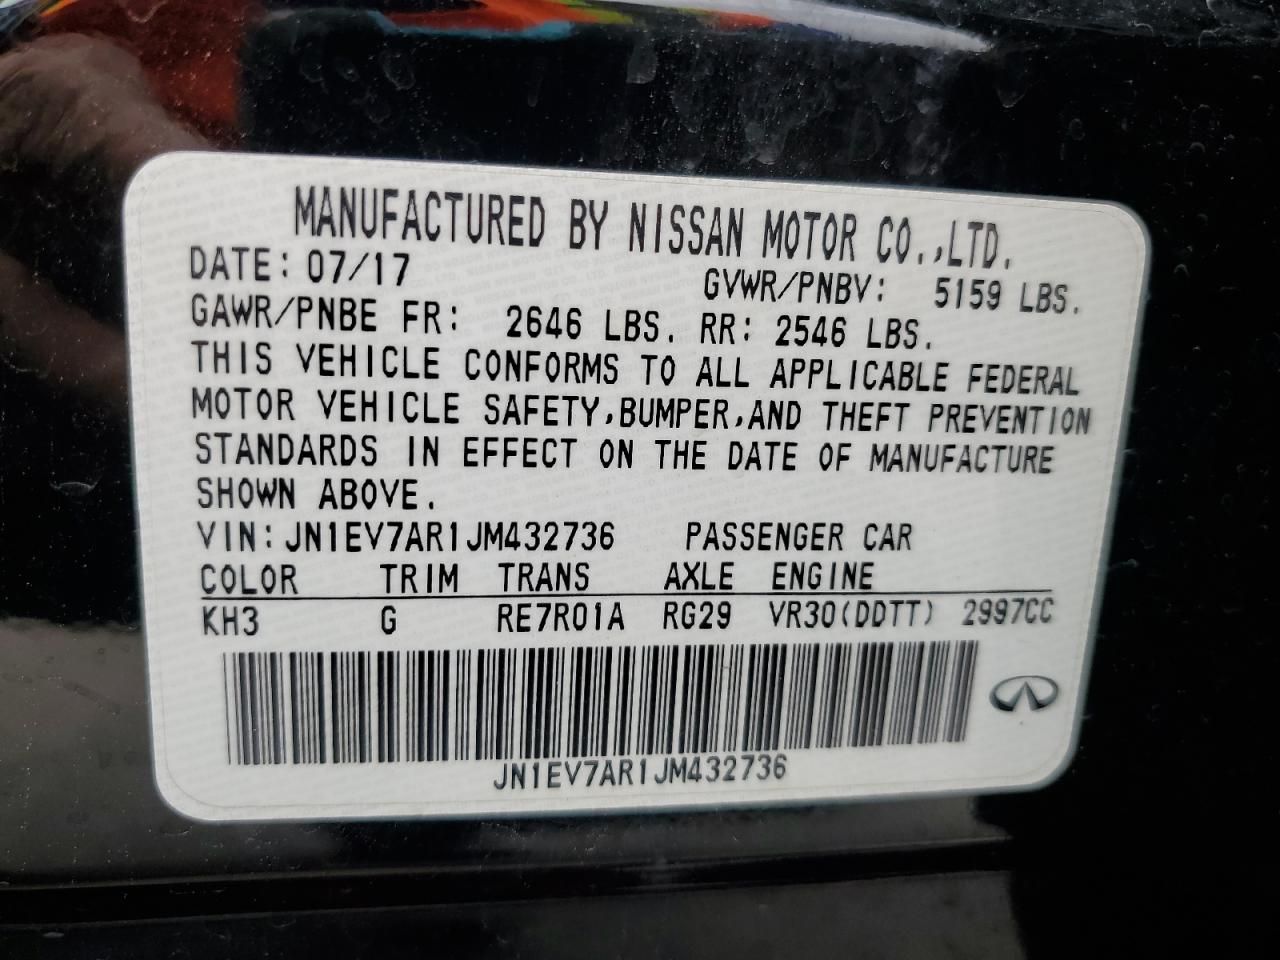 MANUFACTURED BY NISSAN MOTOR CO.,LTD.
DATE: 07/17 GVWR/PNBV: 5159 LBS.
GAWR/PNBE FR: 2646 LBS. RR: 2546 LBS.
THIS VEHICLE CONFORMS TO ALL APPLICABLE FEDERAL
MOTOR VEHICLE SAFETY,BUMPER,AND THEFT PREVENTION
STANDARDS IN EFFECT ON THE DATE OF MANUFACTURE
SHOWN ABOVE.
VIN: JN1EV7AR1JM432736 PASSENGER CAR
COLOR TRIM TRANS AXLE ENGINE
KH3 G RE7R01A RG29 VR30(DDTT) 2997CC
JN1EV7AR1JM432736